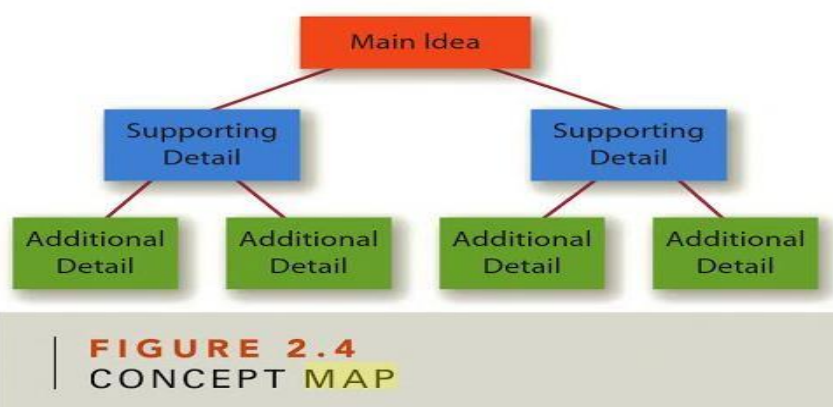 Main Idea
Supporting
Detail
Supporting
Detail
Additional
Detail
Additional
Detail
Additional
Detail
Additional
Detail
FIGURE 2.4
CONCEPT MAP